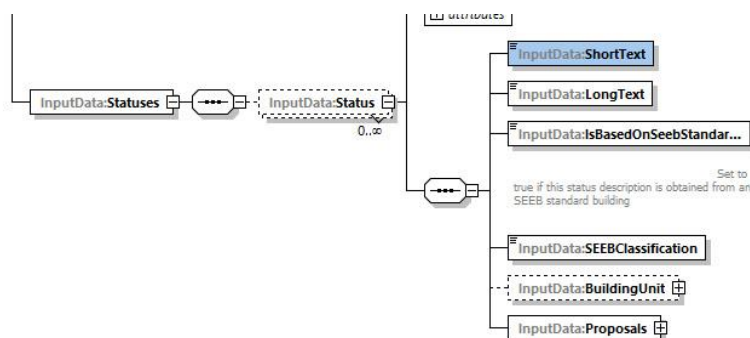 attributes
InputData:ShortText
InputData:LongText
InputData:Statuses
InputData:Status
0..∞
InputData:IsBasedOnSeebStandar...
Set to
true if this status description is obtained from an
SEEB standard building
InputData:SEEBClassification
InputData:BuildingUnit
InputData:Proposals